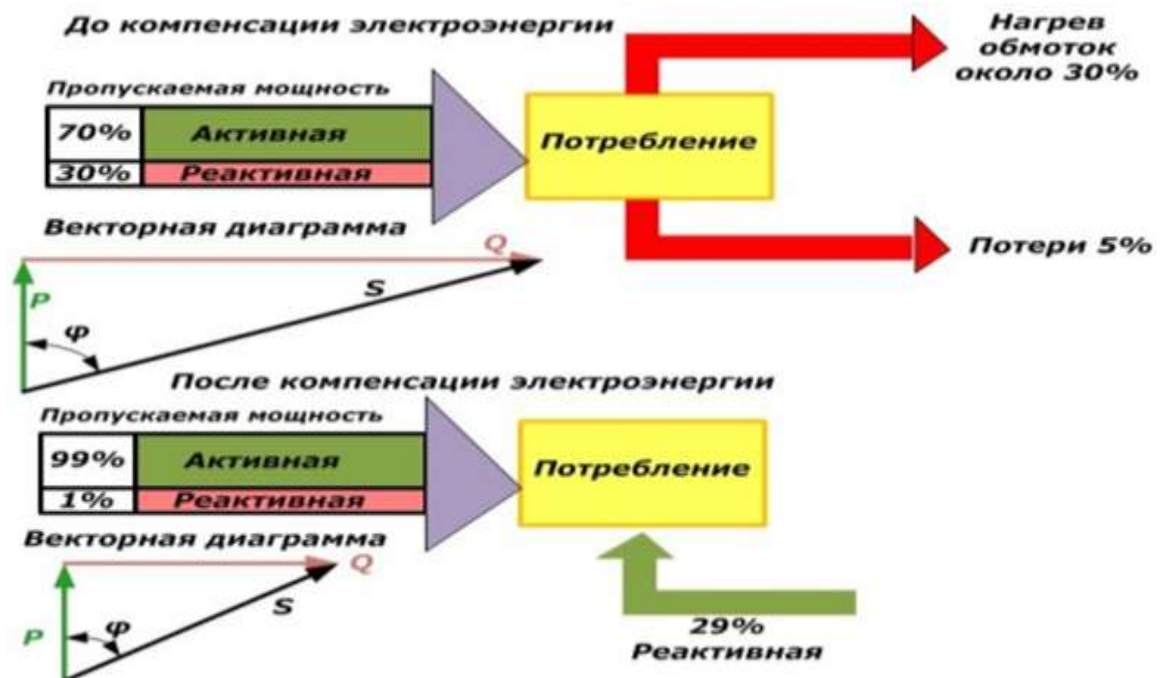 До компенсации электроэнергии
Нагрев
обмоток
около 30%
Пропускаемая мощность
70%
Активная
30%
Реактивная
Потребление
Векторная диаграмма
Q
P
S
φ
Потери 5%
После компенсации электроэнергии
Пропускаемая мощность
99%
Активная
1%
Реактивная
Потребление
Векторная диаграмма
Q
S
P
φ
29%
Реактивная